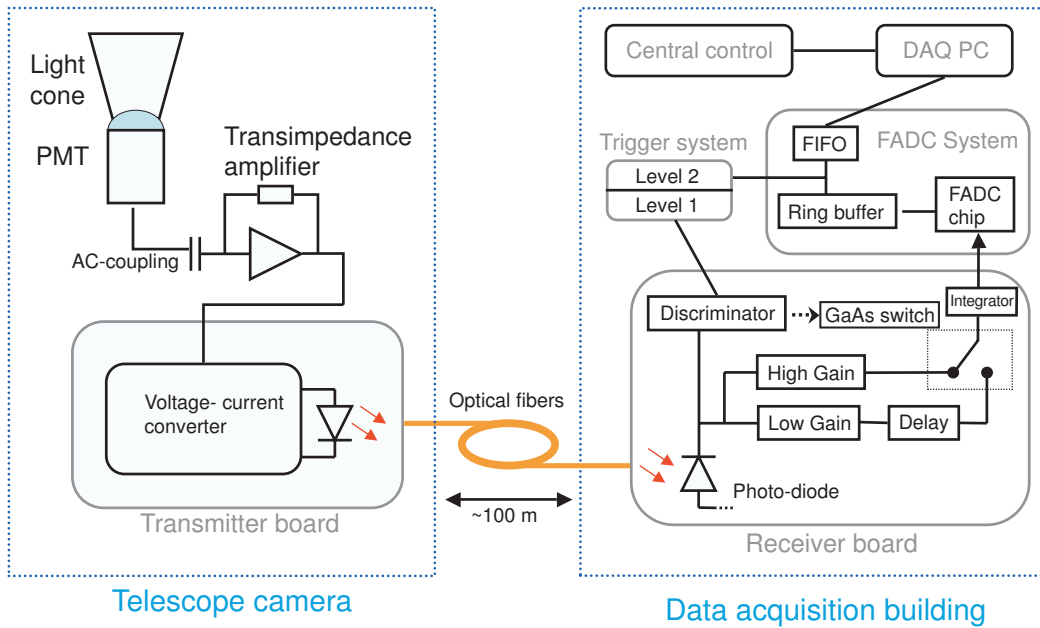 Light
cone
PMT
Transimpedance
amplifier
AC-coupling
Voltage- current
converter
Transmitter board
Telescope camera
Optical fibers
~100 m
Central control
DAQ PC
Trigger system
Level 2
Level 1
FIFO
FADC System
Ring buffer
FADC
chip
Discriminator
GaAs switch
Integrator
High Gain
Low Gain
Delay
Photo-diode
Receiver board
Data acquisition building